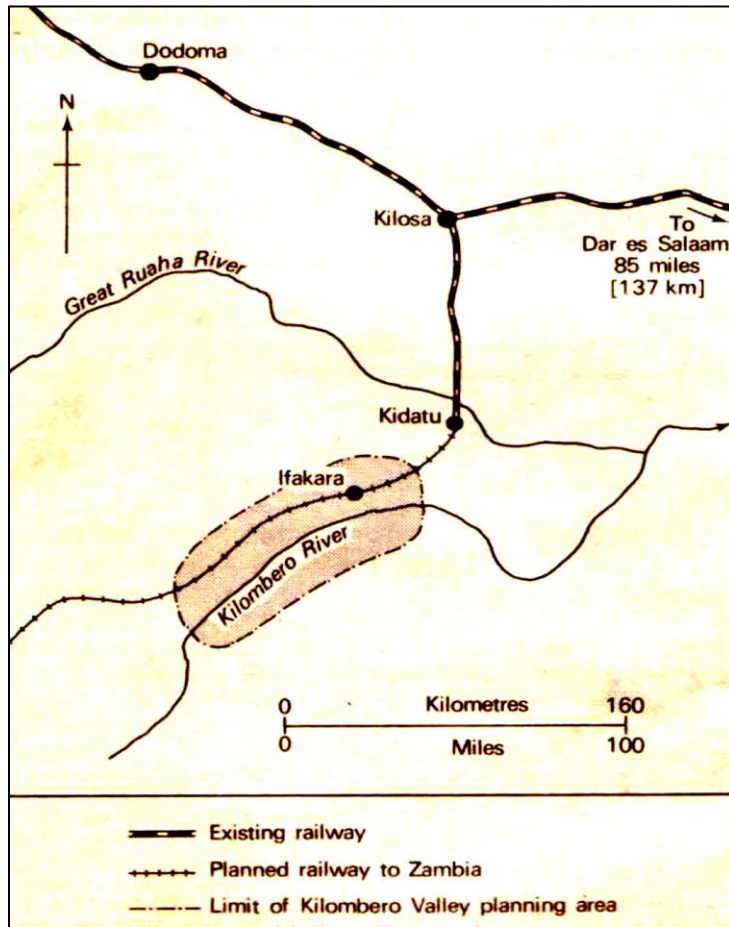 Dodoma
N
Kilosa
To
Dar es Salaam
85 miles
[137 km]
Great Ruaha River
Kidatu
Ifakara
Kilombero River
0 Kilometres 160
0 Miles 100
Existing railway
Planned railway to Zambia
Limit of Kilombero Valley planning area